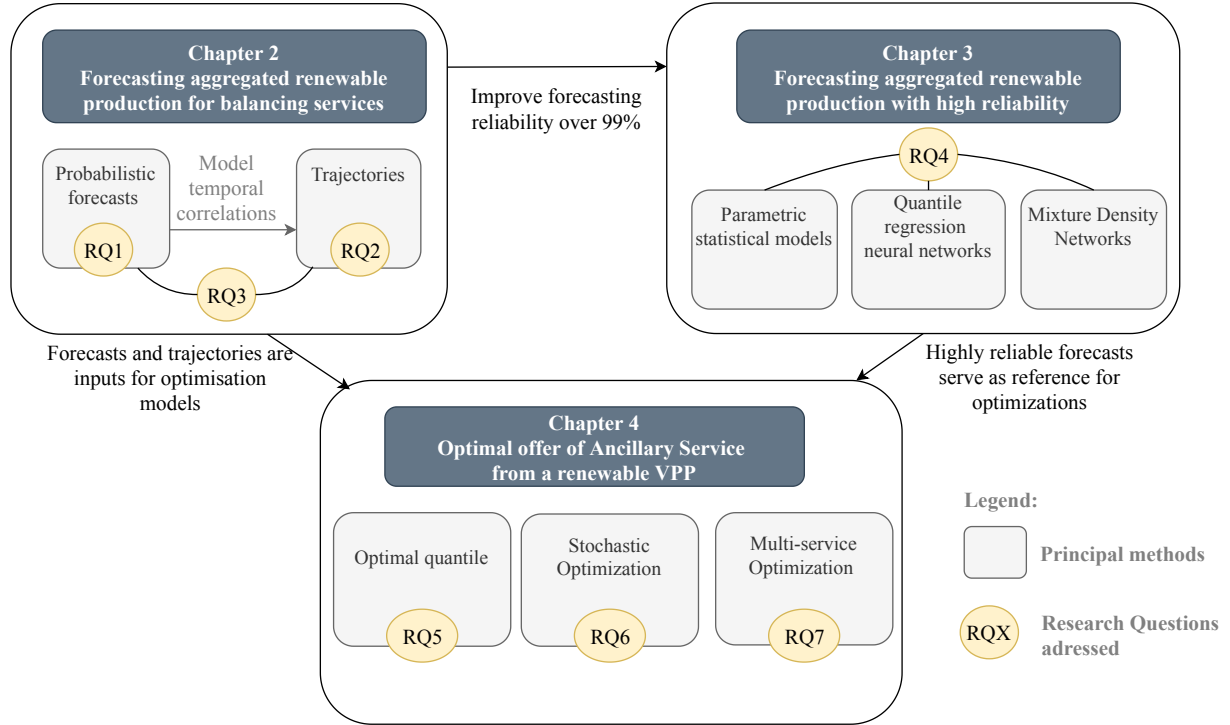 Chapter 2
Forecasting aggregated renewable
production for balancing services
Probabilistic
forecasts
Model
temporal
correlations
Trajectories
RQ1
RQ2
RQ3
Improve forecasting
reliability over 99%
Chapter 3
Forecasting aggregated renewable
production with high reliability
RQ4
Parametric
statistical models
Quantile
regression
neural networks
Mixture Density
Networks
Forecasts and trajectories are
inputs for optimisation
models
Highly reliable forecasts
serve as reference for
optimizations
Chapter 4
Optimal offer of Ancillary Service
from a renewable VPP
Optimal quantile
Stochastic
Optimization
Multi-service
Optimization
RQ5
RQ6
RQ7
Legend:
Principal methods
RQX
Research Questions
adressed